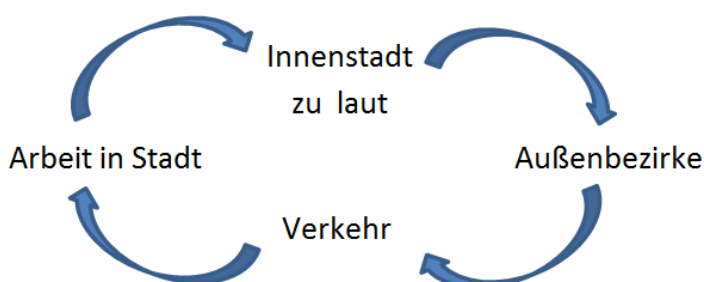 Innenstadt
zu laut
Arbeit in Stadt
Außenbezirke
Verkehr